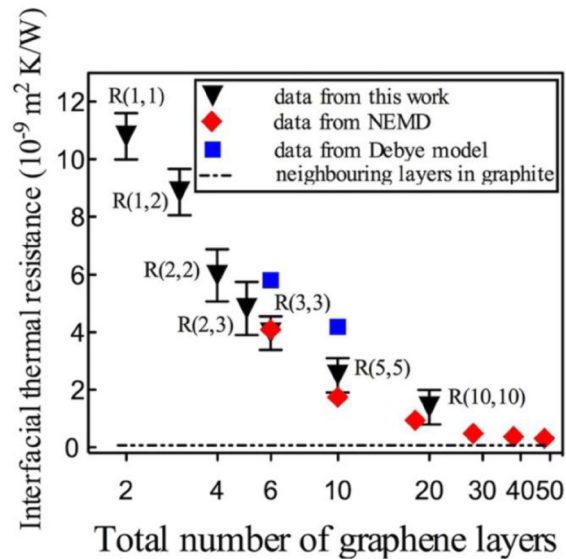 Interfacial thermal resistance (10⁻⁹ m² K/W)
12
10
8
6
4
2
0
R(1,1)
R(1,2)
R(2,2)
R(2,3)
R(3,3)
R(5,5)
R(10,10)
data from this work
data from NEMD
data from Debye model
neighbouring layers in graphite
2 4 6 10 20 30 40 50
Total number of graphene layers